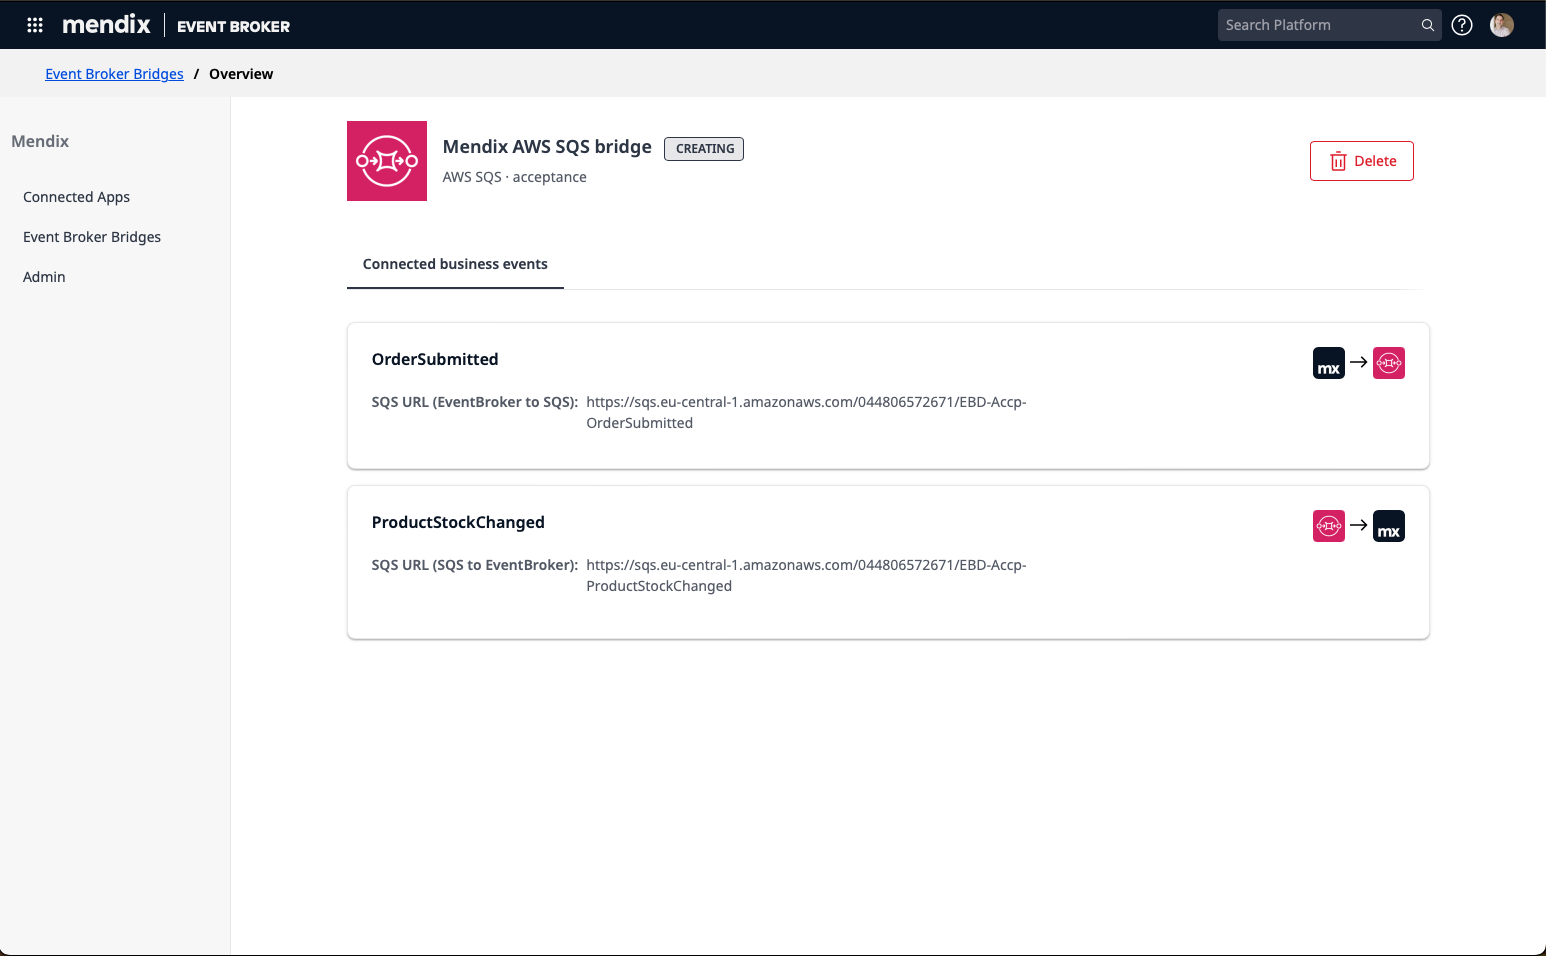 mendix EVENT BROKER
Search Platform
Event Broker Bridges / Overview
Mendix
Connected Apps
Event Broker Bridges
Admin
Mendix AWS SQS bridge CREATING
AWS SQS · acceptance
Delete
Connected business events
OrderSubmitted
mx
SQS URL (EventBroker to SQS): https://sqs.eu-central-1.amazonaws.com/044806572671/EBD-Accp-
OrderSubmitted
ProductStockChanged
mx
SQS URL (SQS to EventBroker): https://sqs.eu-central-1.amazonaws.com/044806572671/EBD-Accp-
ProductStockChanged